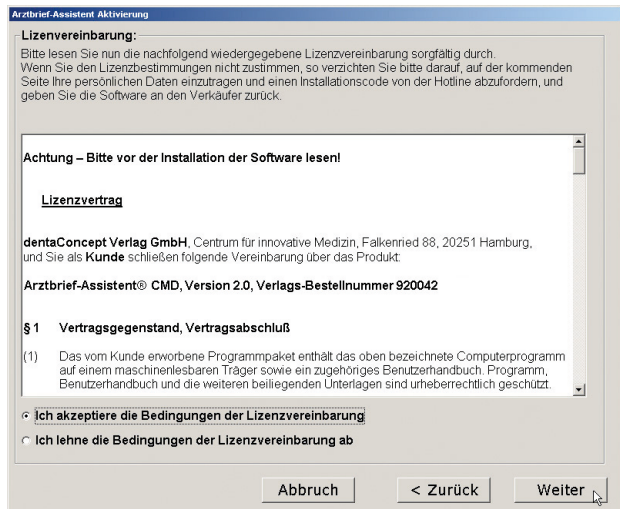 Arztbrief-Assistent Aktivierung
Lizenvereinbarung:
Bitte lesen Sie nun die nachfolgend wiedergegebene Lizenzvereinbarung sorgfältig durch.
Wenn Sie den Lizenzbestimmungen nicht zustimmen, so verzichten Sie bitte darauf, auf der kommenden
Seite Ihre persönlichen Daten einzutragen und einen Installationscode von der Hotline abzufordern, und
geben Sie die Software an den Verkäufer zurück.
Achtung – Bitte vor der Installation der Software lesen!
Lizenzvertrag
dentaConcept Verlag GmbH, Centrum für innovative Medizin, Falkenried 88, 20251 Hamburg,
und Sie als Kunde schließen folgende Vereinbarung über das Produkt:
Arztbrief-Assistent® CMD, Version 2.0, Verlags-Bestellnummer 920042
§ 1 Vertragsgegenstand, Vertragsabschluß
(1) Das vom Kunde erworbene Programmpaket enthält das oben bezeichnete Computerprogramm
auf einem maschinenlesbaren Träger sowie ein zugehöriges Benutzerhandbuch. Programm,
Benutzerhandbuch und die weiteren beiliegenden Unterlagen sind urheberrechtlich geschützt.
Ich akzeptiere die Bedingungen der Lizenzvereinbarung
Ich lehne die Bedingungen der Lizenzvereinbarung ab
Abbruch < Zurück Weiter